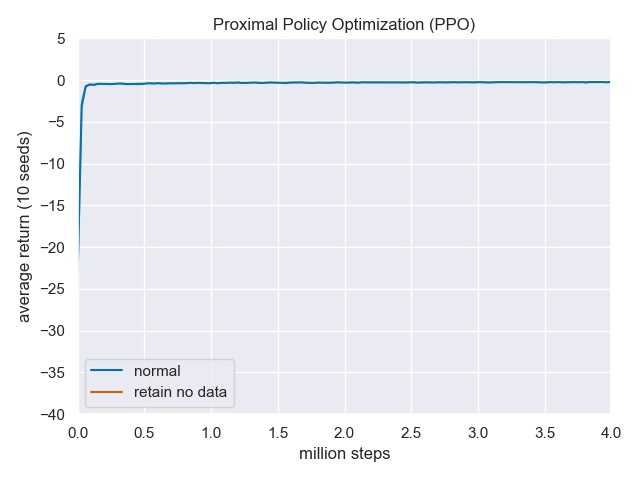 Proximal Policy Optimization (PPO)
5
0
−5
−10
−15
−20
−25
−30
−35
−40
average return (10 seeds)
normal
retain no data
0.0 0.5 1.0 1.5 2.0 2.5 3.0 3.5 4.0
million steps